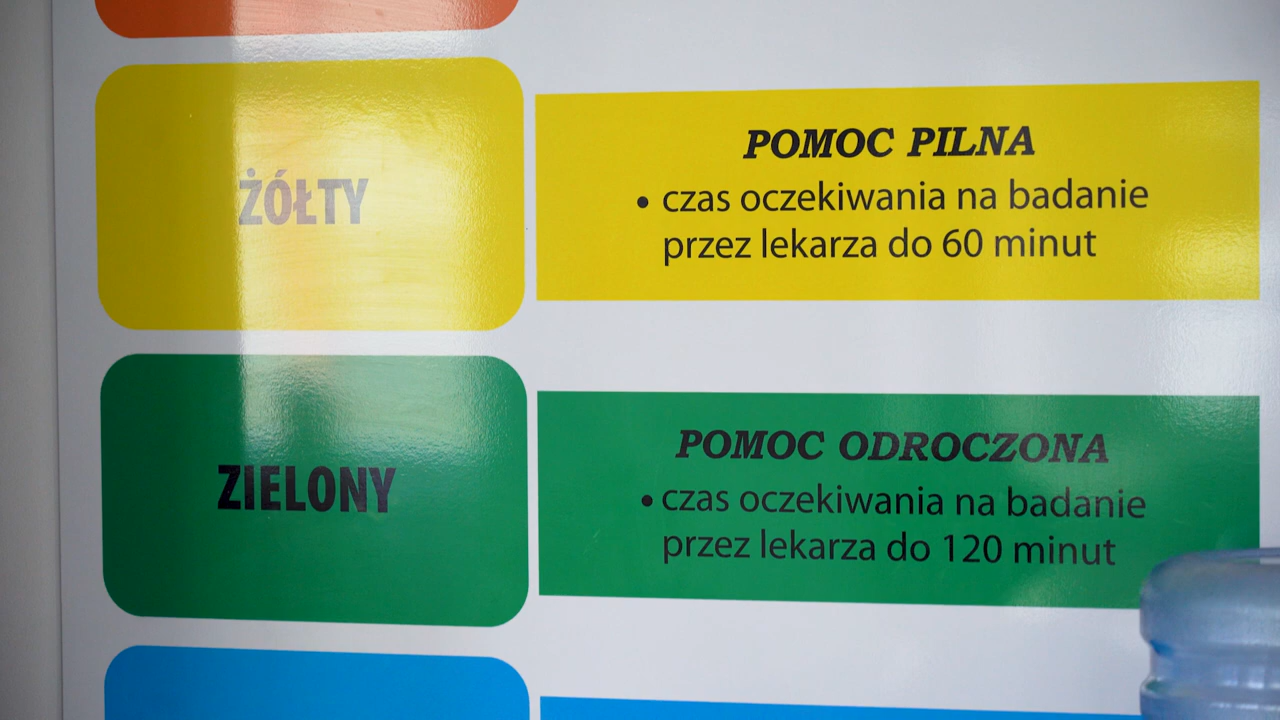 ŻÓŁTY
POMOC PILNA
• czas oczekiwania na badanie
przez lekarza do 60 minut
ZIELONY
POMOC ODROCZONA
• czas oczekiwania na badanie
przez lekarza do 120 minut